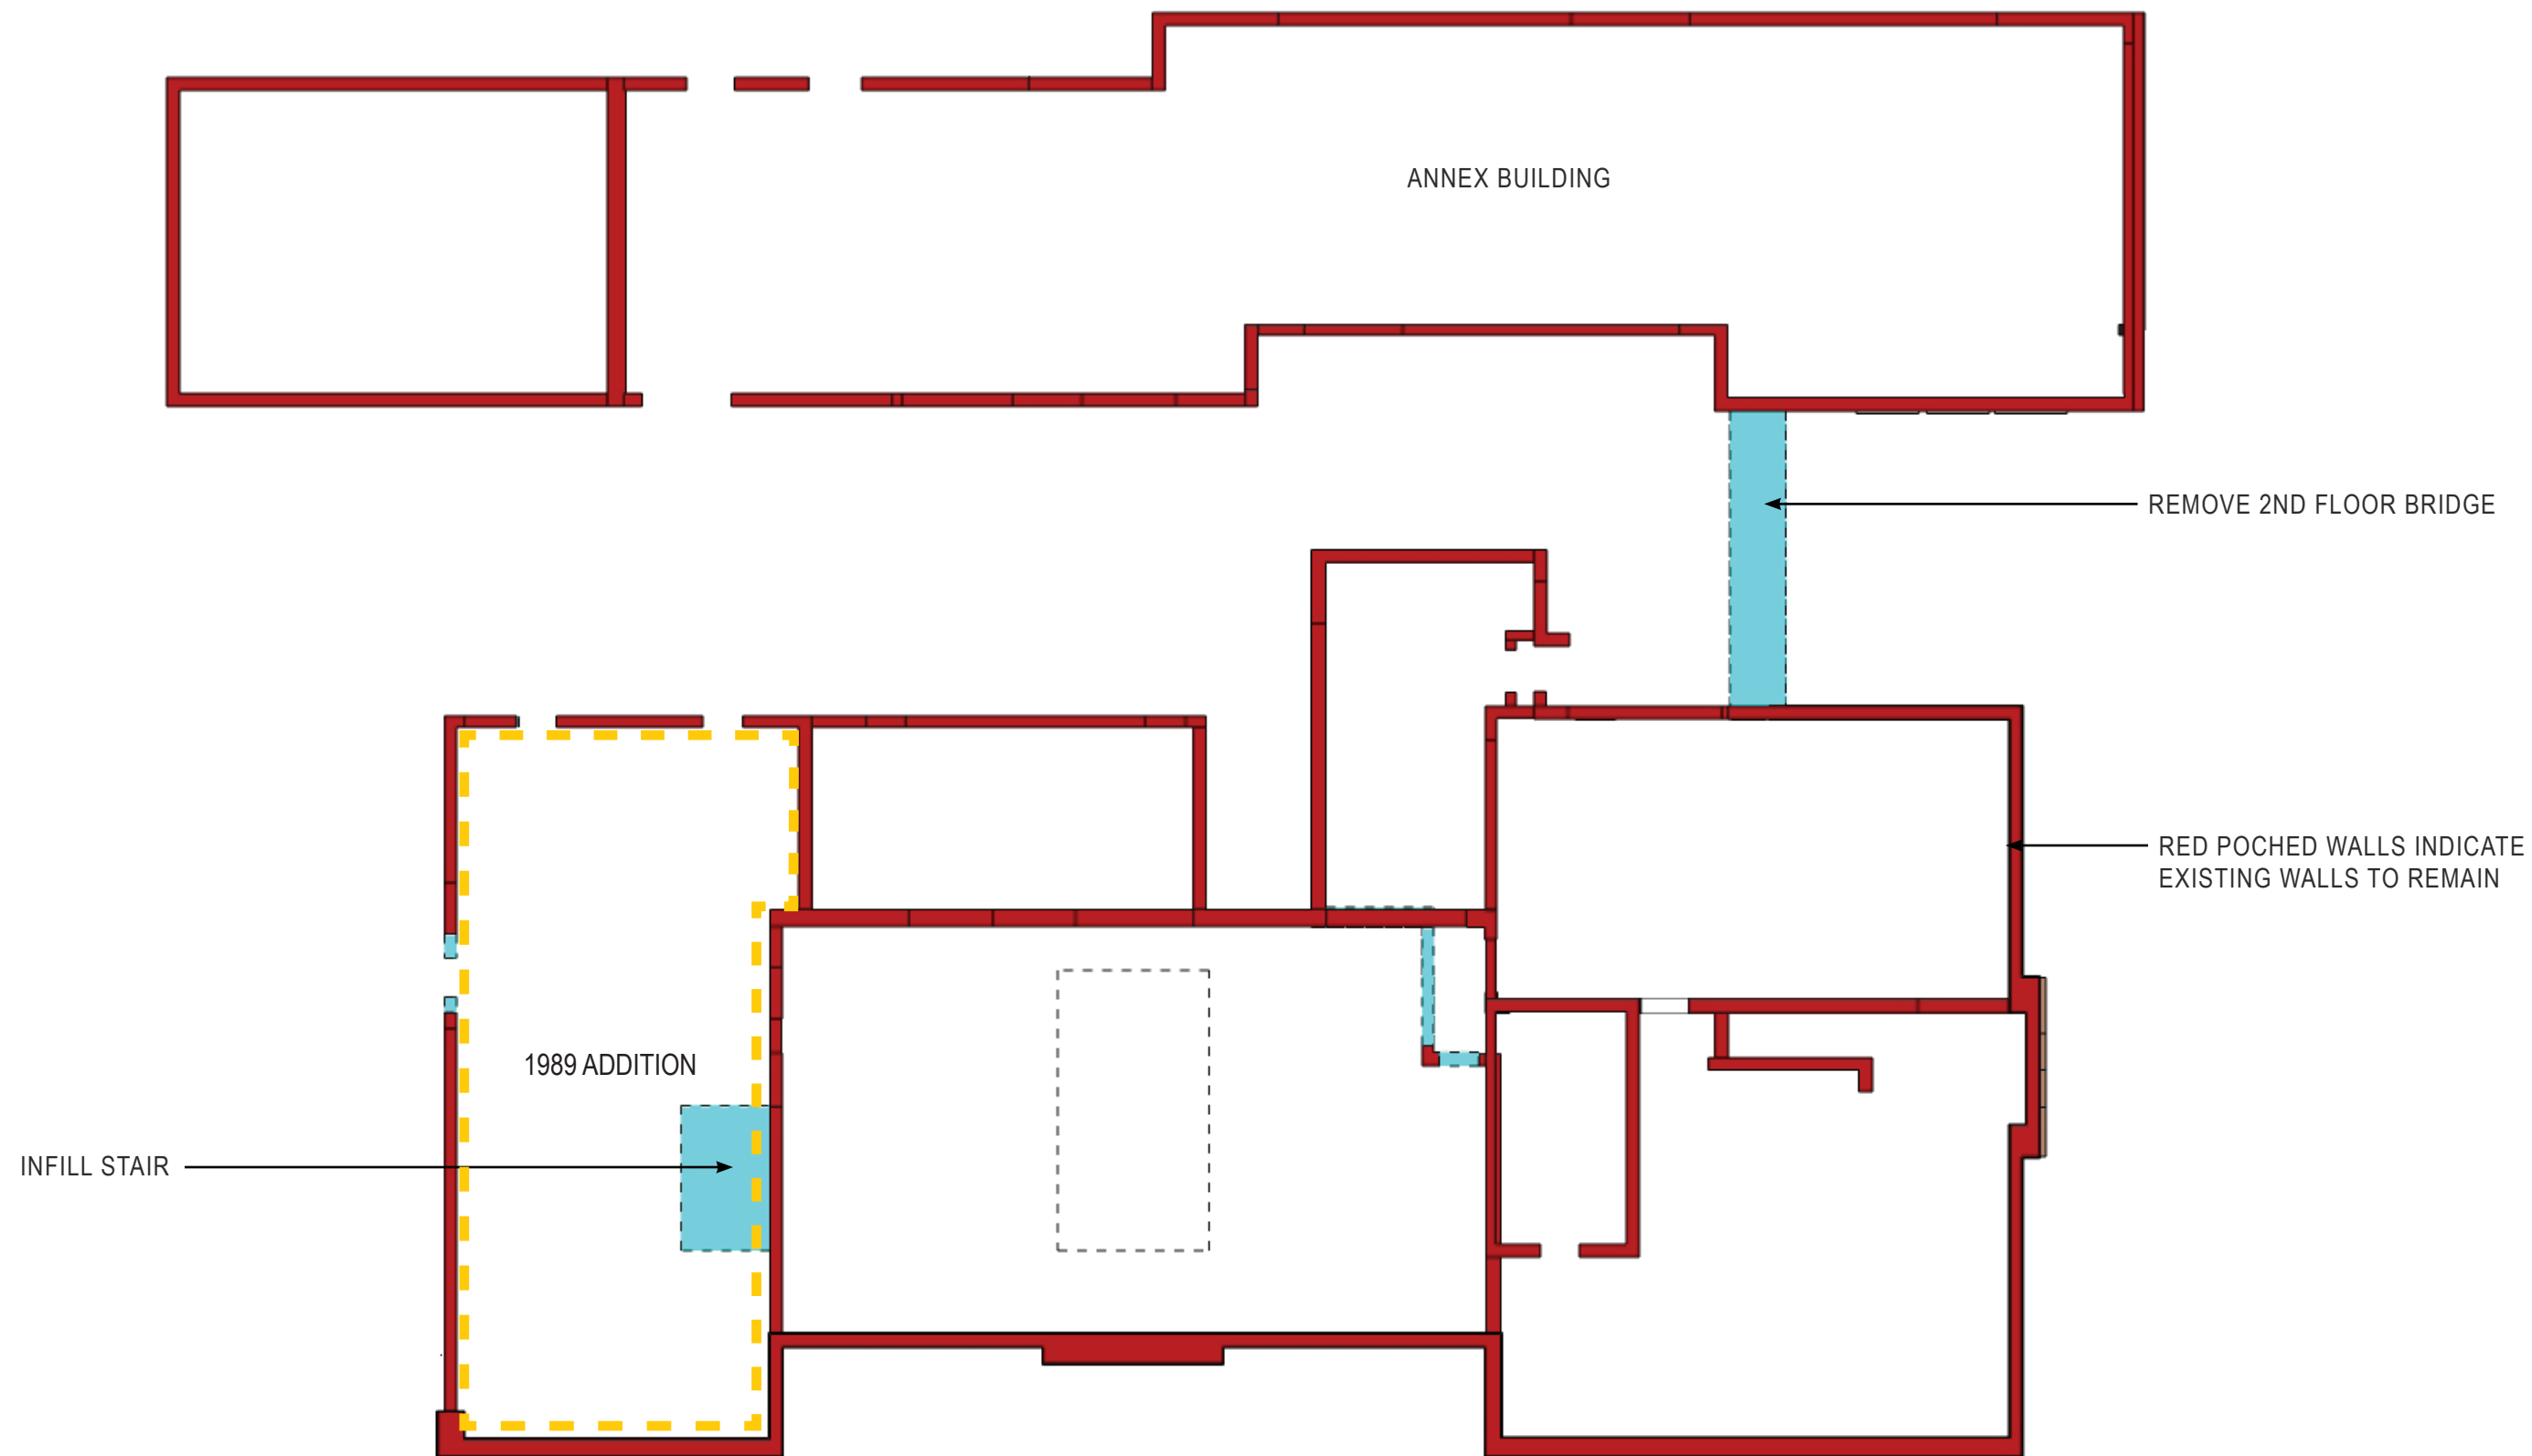 ANNEX BUILDING
REMOVE 2ND FLOOR BRIDGE
RED POCHED WALLS INDICATE
EXISTING WALLS TO REMAIN
1989 ADDITION
INFILL STAIR